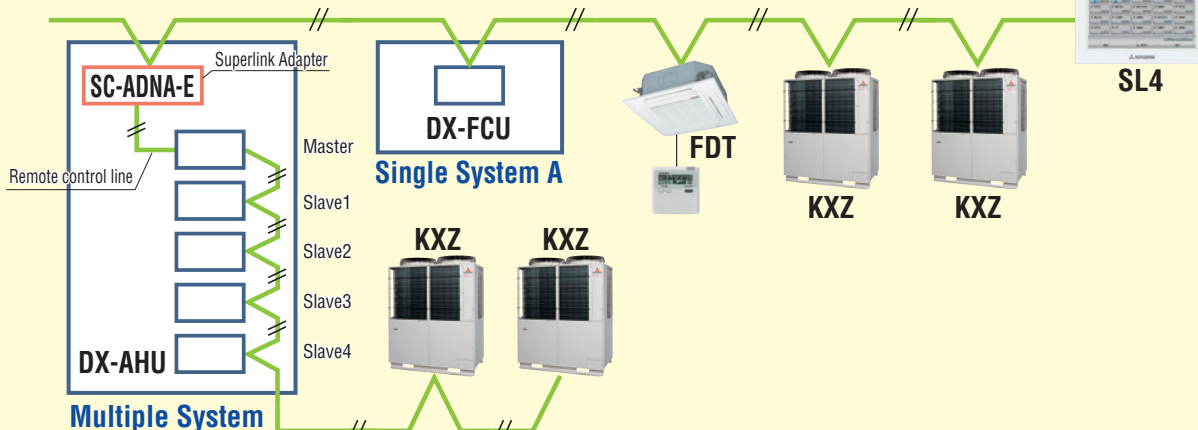 SC-ADNA-E
Superlink Adapter
Remote control line
Master
Slave1
Slave2
Slave3
Slave4
DX-AHU
Multiple System
DX-FCU
Single System A
FDT
KXZ
KXZ
KXZ
KXZ
SL4